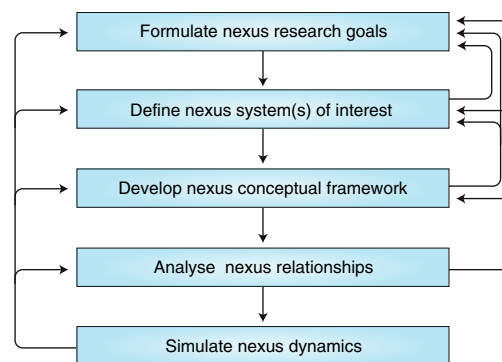 Formulate nexus research goals
Define nexus system(s) of interest
Develop nexus conceptual framework
Analyse nexus relationships
Simulate nexus dynamics